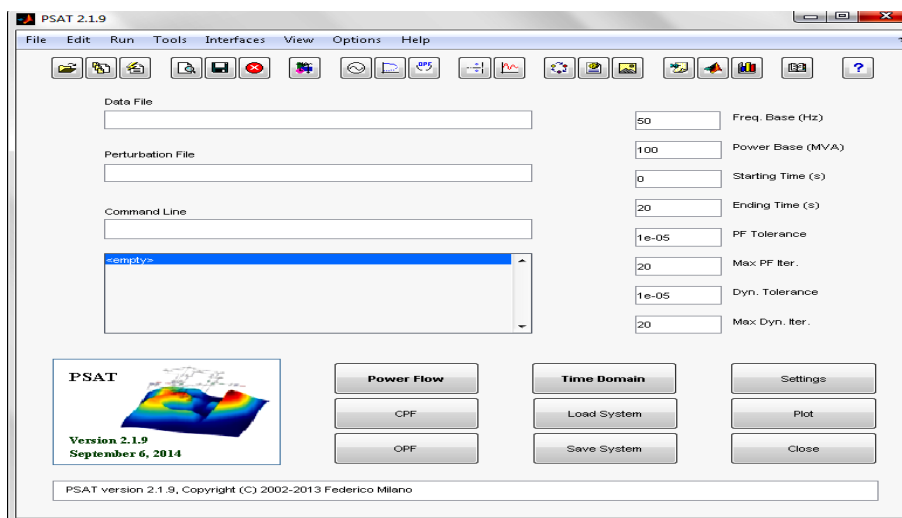 PSAT 2.1.9
File Edit Run Tools Interfaces View Options Help
OPF
?
Data File
Perturbation File
Command Line
<empty>
50 Freq. Base (Hz)
100 Power Base (MVA)
0 Starting Time (s)
20 Ending Time (s)
1e-05 PF Tolerance
20 Max PF Iter.
1e-05 Dyn. Tolerance
20 Max Dyn. Iter.
PSAT
Version 2.1.9
September 6, 2014
Power Flow Time Domain Settings
CPF Load System Plot
OPF Save System Close
PSAT version 2.1.9, Copyright (C) 2002-2013 Federico Milano